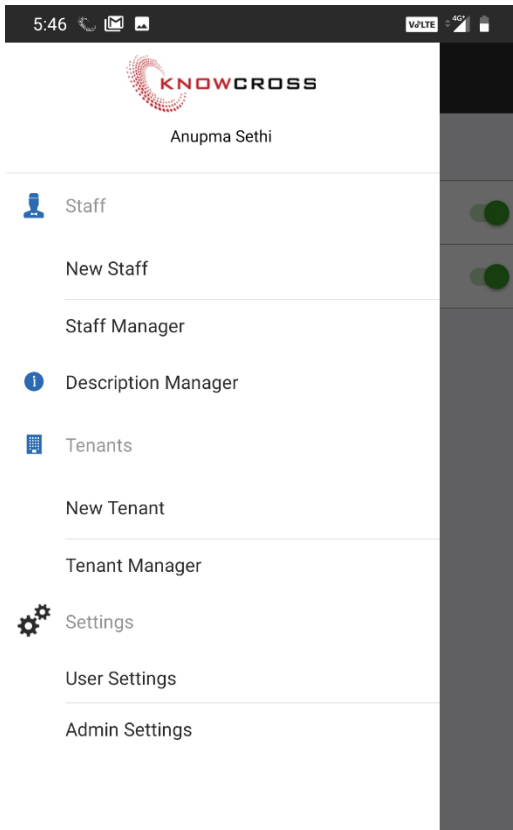 5:46
VoLTE 4G+
KNOWCROSS
Anupma Sethi
Staff
New Staff
Staff Manager
Description Manager
Tenants
New Tenant
Tenant Manager
Settings
User Settings
Admin Settings